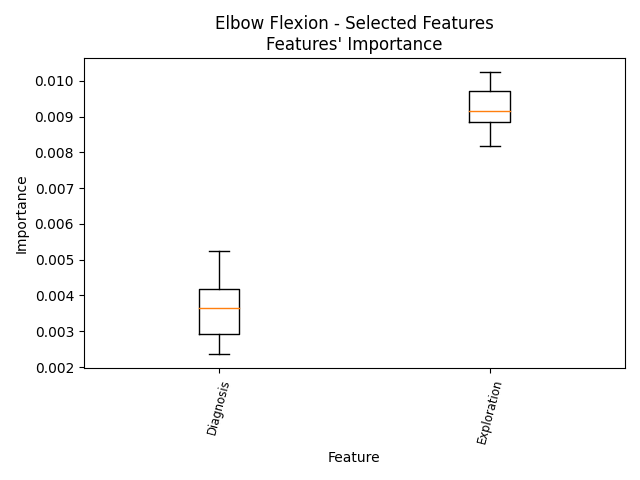 Elbow Flexion - Selected Features
Features' Importance
0.010
0.009
0.008
0.007
0.006
0.005
0.004
0.003
0.002
Importance
Diagnosis
Exploration
Feature